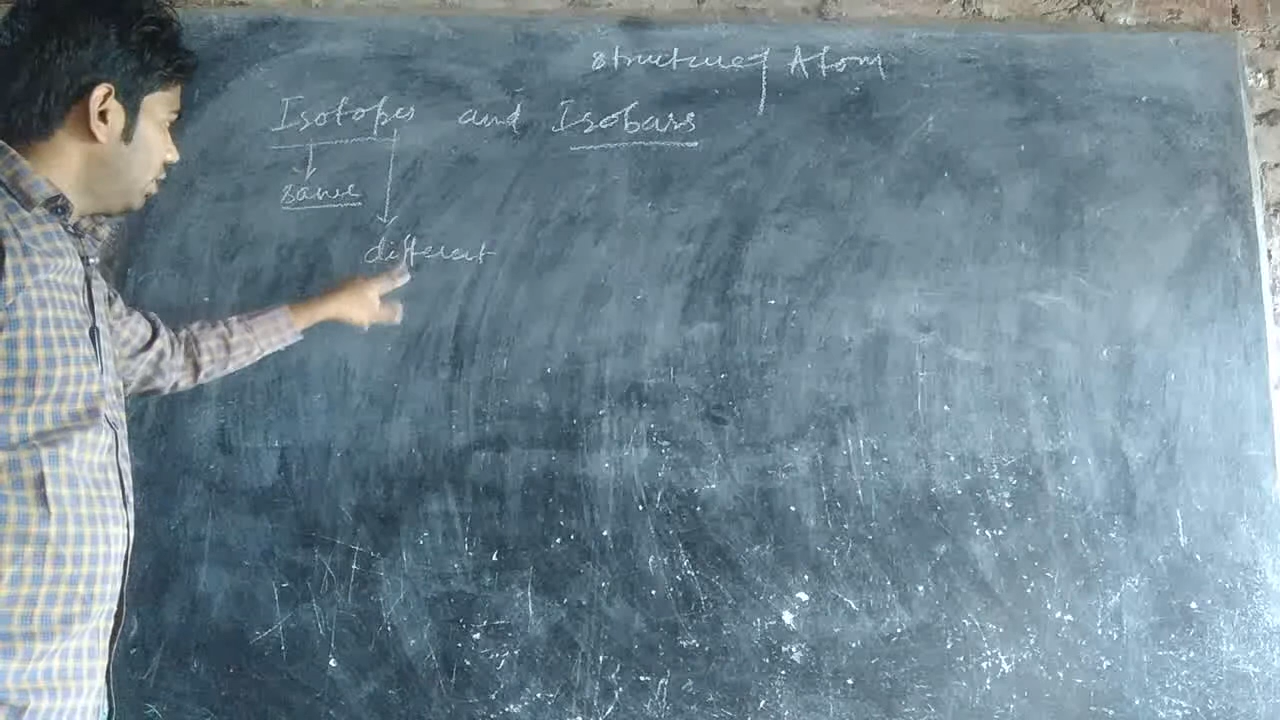 Structure of Atom
Isotopes and Isobars
same
different